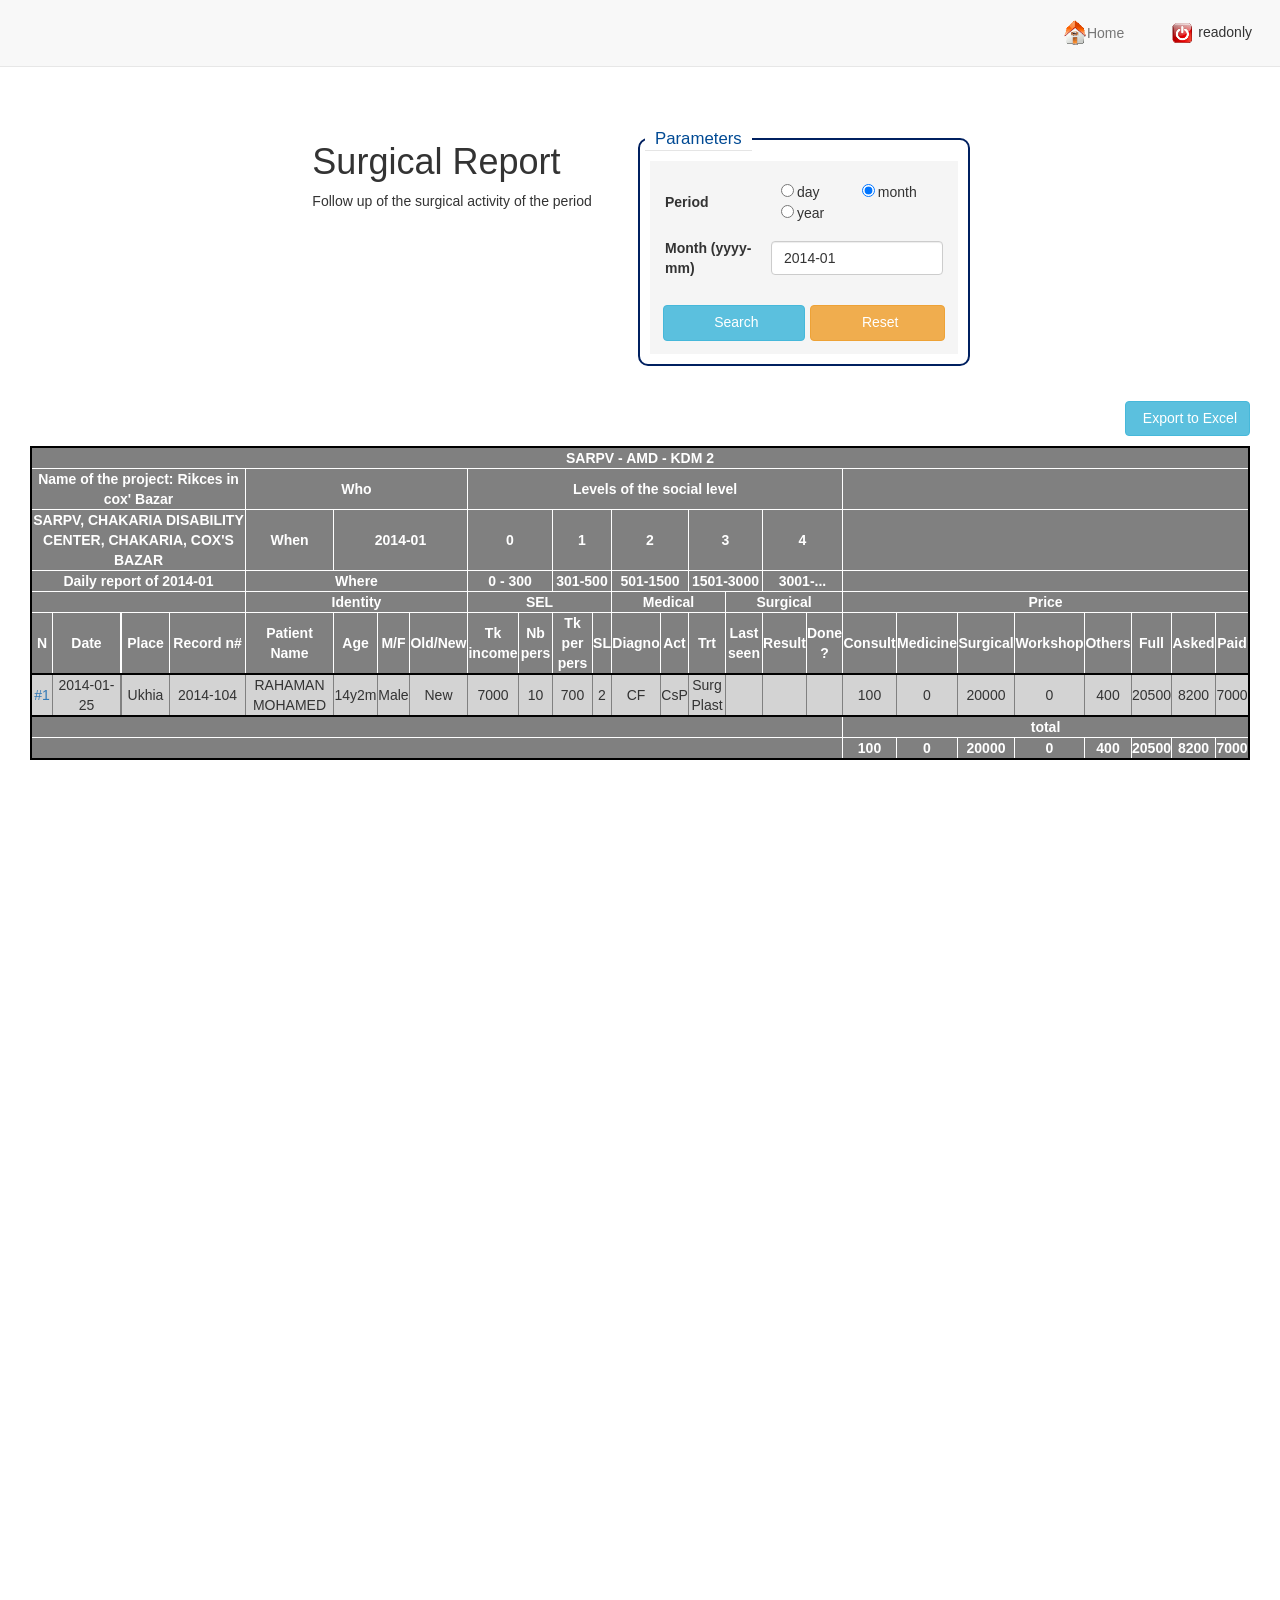 Home
readonly
Surgical Report
Follow up of the surgical activity of the period
Parameters
Period
day
month
year
Month (yyyy-
mm)
2014-01
Search
Reset
Export to Excel
SARPV - AMD - KDM 2
Name of the project: Rikces in
cox' Bazar
Who
Levels of the social level
SARPV, CHAKARIA DISABILITY
CENTER, CHAKARIA, COX'S
BAZAR
When
2014-01
0
1
2
3
4
Daily report of 2014-01
Where
0 - 300
301-500
501-1500
1501-3000
3001-...
Identity
SEL
Medical
Surgical
Price
N
Date
Place
Record n#
Patient
Name
Age
M/F
Old/New
Tk
income
Nb
pers
Tk
per
pers
SL
Diagno
Act
Trt
Last
seen
Result
Done
?
Consult
Medicine
Surgical
Workshop
Others
Full
Asked
Paid
#1
2014-01-
25
Ukhia
2014-104
RAHAMAN
MOHAMED
14y2m
Male
New
7000
10
700
2
CF
CsP
Surg
Plast
100
0
20000
0
400
20500
8200
7000
total
100
0
20000
0
400
20500
8200
7000